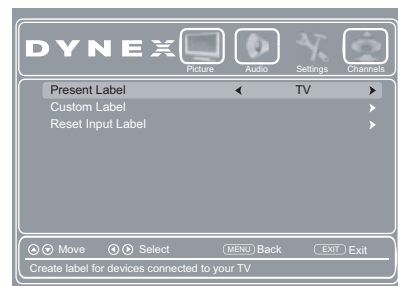 DYNEX
Picture Audio Settings Channels
Present Label TV
Custom Label
Reset Input Label
Move Select MENU Back EXIT Exit
Create label for devices connected to your TV